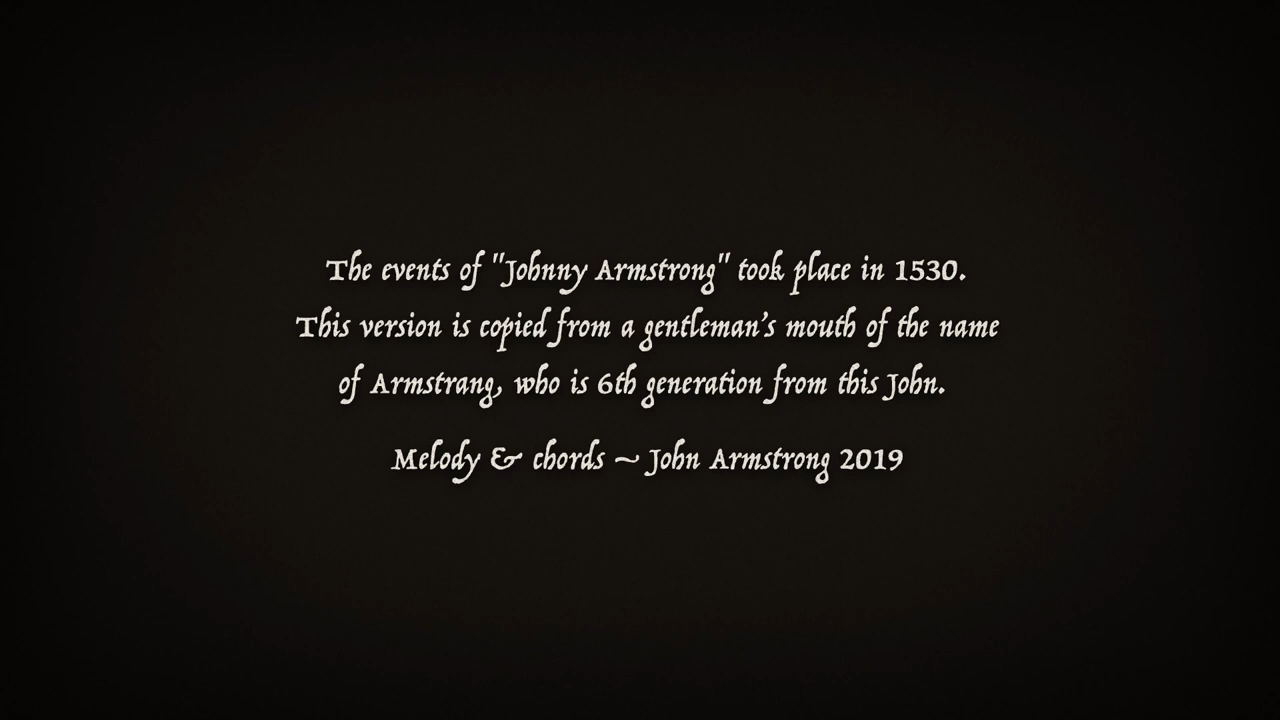 The events of "Johnny Armstrong" took place in 1530.
This version is copied from a gentleman's mouth of the name
of Armstrang, who is 6th generation from this John.
Melody & chords ~ John Armstrong 2019